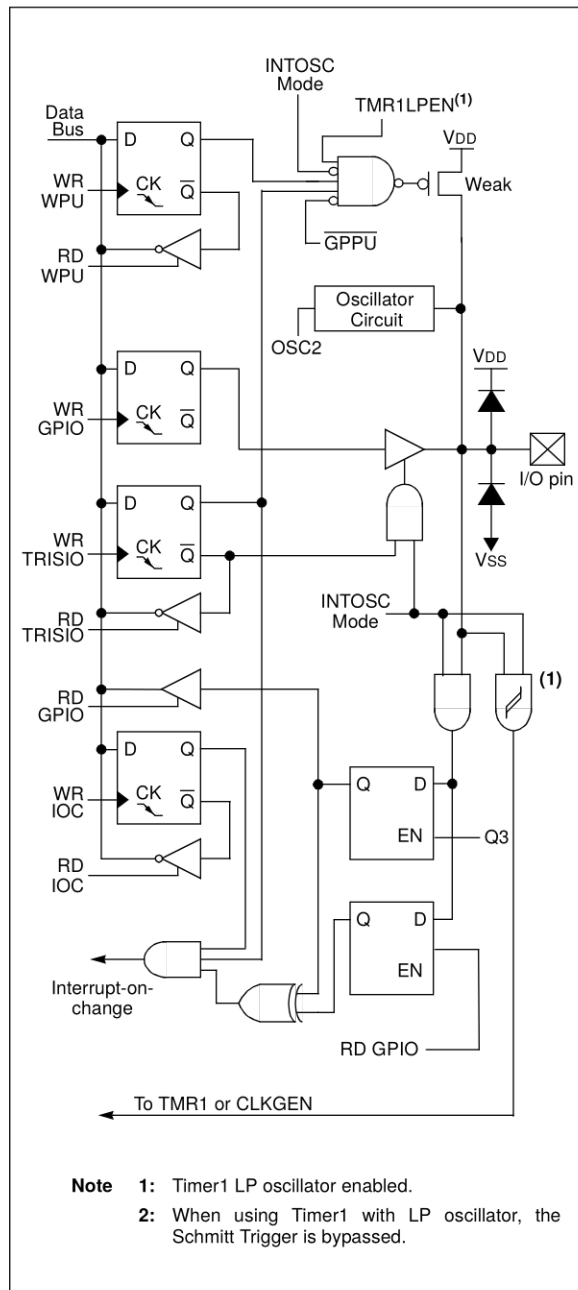 INTOSC
Mode
TMR1LPEN(1)
Data
Bus
D Q
VDD
WR
WPU
CK
Q
Weak
GPPU
RD
WPU
Oscillator
Circuit
OSC2
VDD
D Q
WR
GPIO
CK
Q
I/O pin
D Q
WR
TRISIO
CK
Q
VSS
INTOSC
Mode
RD
TRISIO
(1)
RD
GPIO
D Q
WR
IOC
CK
Q
Q D
EN
Q3
RD
IOC
Q D
EN
Interrupt-on-
change
RD GPIO
To TMR1 or CLKGEN
Note 1: Timer1 LP oscillator enabled.
2: When using Timer1 with LP oscillator, the
Schmitt Trigger is bypassed.